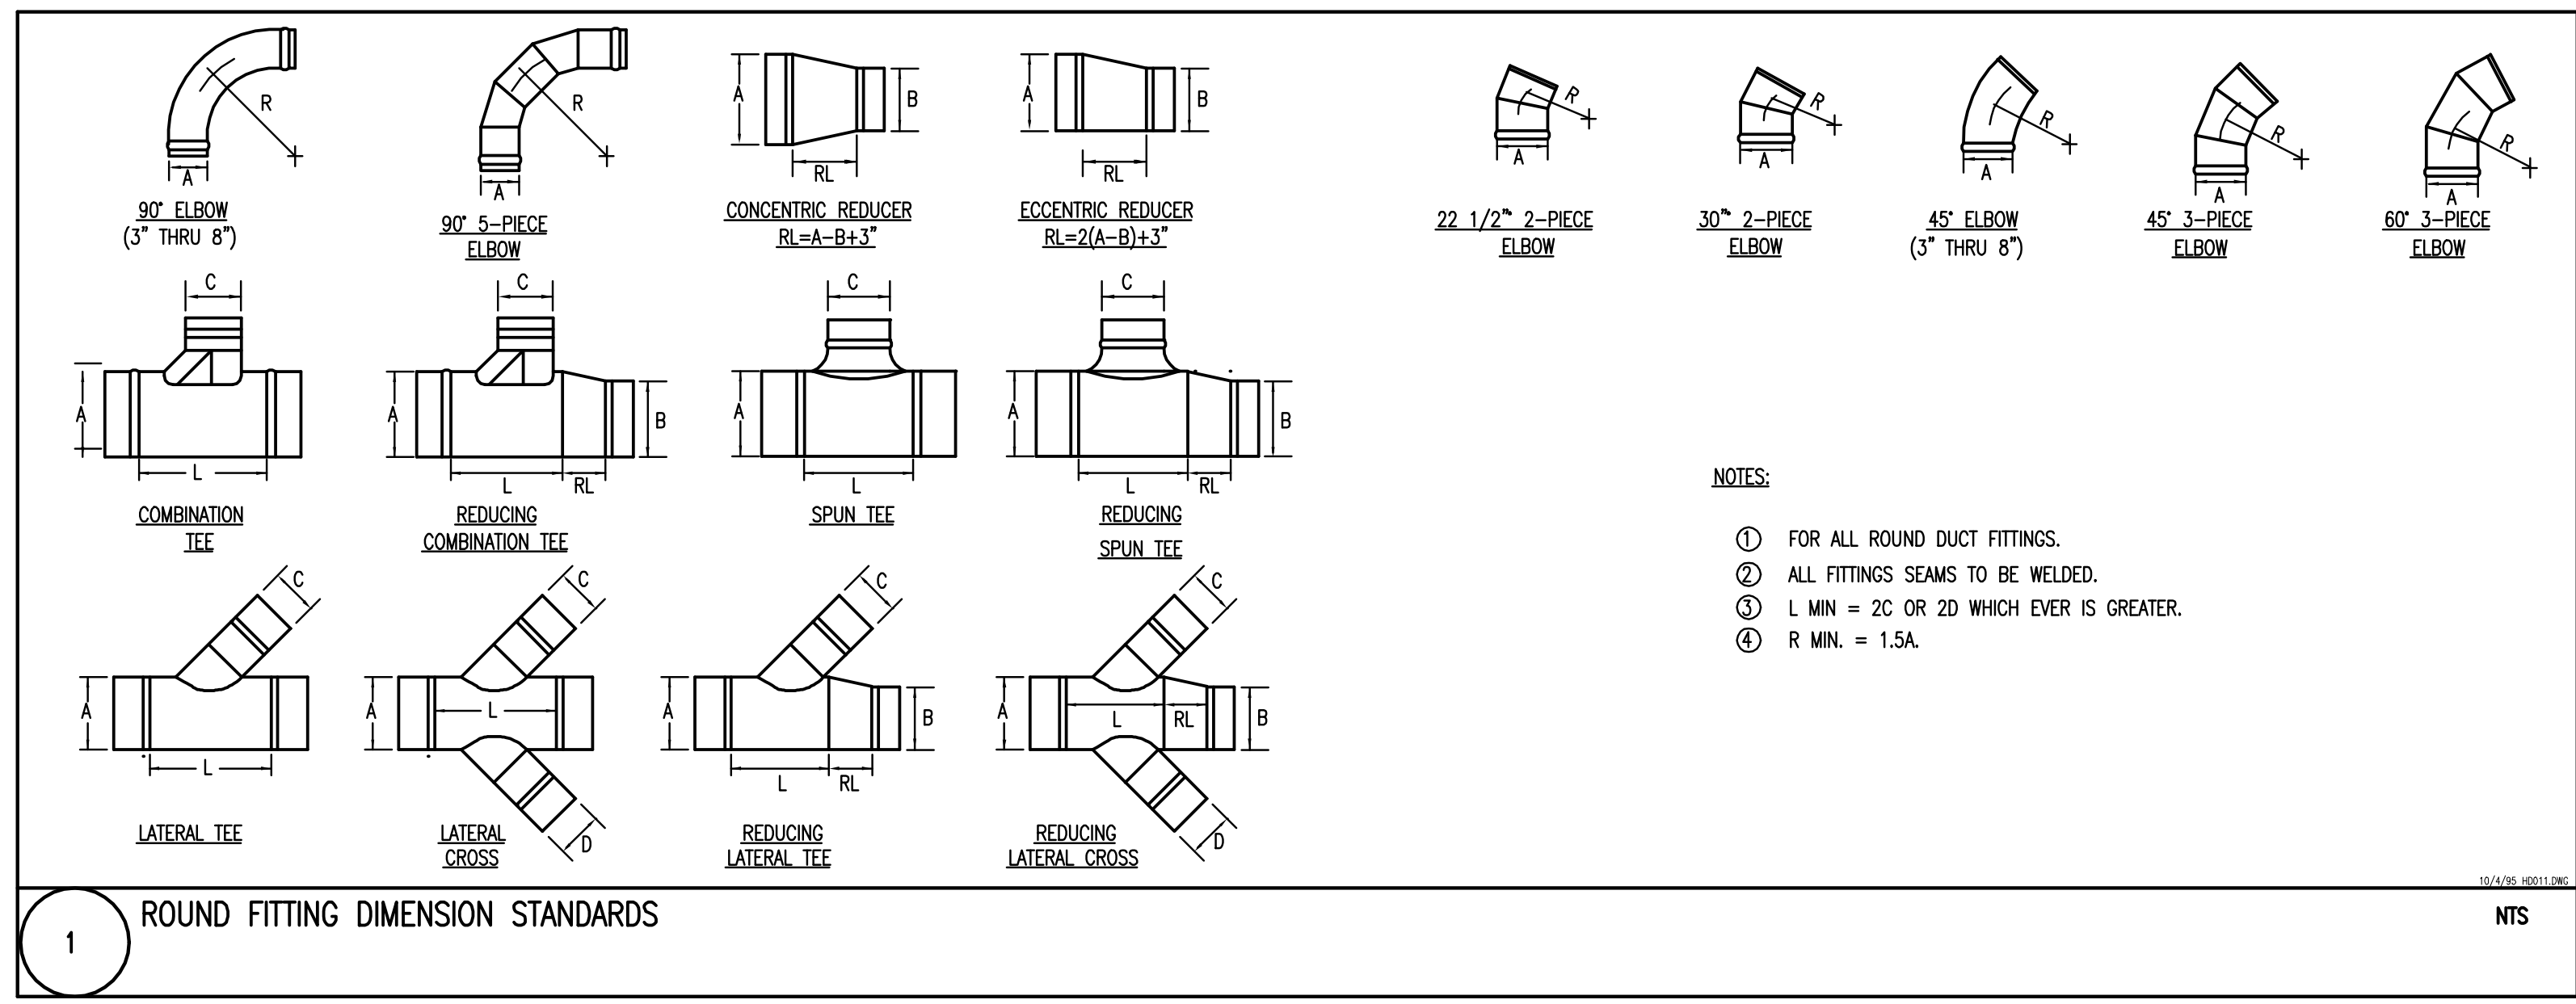 R
A
90° ELBOW
(3" THRU 8")
R
A
90° 5-PIECE
ELBOW
A
B
RL
CONCENTRIC REDUCER
RL=A-B+3"
A
B
RL
ECCENTRIC REDUCER
RL=2(A-B)+3"
R
A
22 1/2"° 2-PIECE
ELBOW
R
A
30"° 2-PIECE
ELBOW
R
A
45° ELBOW
(3" THRU 8")
R
A
45° 3-PIECE
ELBOW
R
A
60° 3-PIECE
ELBOW
C
A
L
COMBINATION
TEE
C
A
B
L
RL
REDUCING
COMBINATION TEE
C
A
L
SPUN TEE
C
A
B
L
RL
REDUCING
SPUN TEE
C
A
L
LATERAL TEE
C
A
L
D
LATERAL
CROSS
C
A
B
L
RL
REDUCING
LATERAL TEE
C
A
L
RL
B
D
REDUCING
LATERAL CROSS
NOTES:
1 FOR ALL ROUND DUCT FITTINGS.
2 ALL FITTINGS SEAMS TO BE WELDED.
3 L MIN = 2C OR 2D WHICH EVER IS GREATER.
4 R MIN. = 1.5A.
10/4/95 HD011.DWG
1
ROUND FITTING DIMENSION STANDARDS
NTS